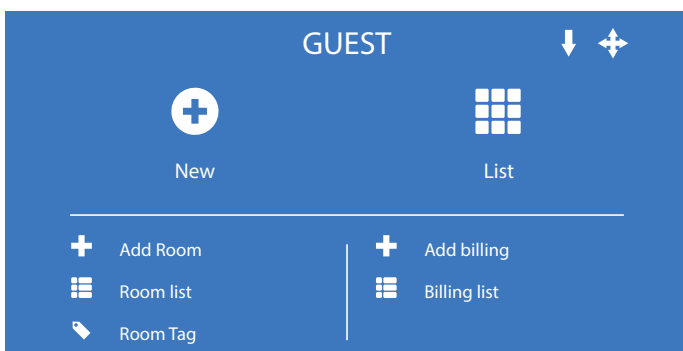 GUEST
New
List
Add Room
Room list
Room Tag
Add billing
Billing list